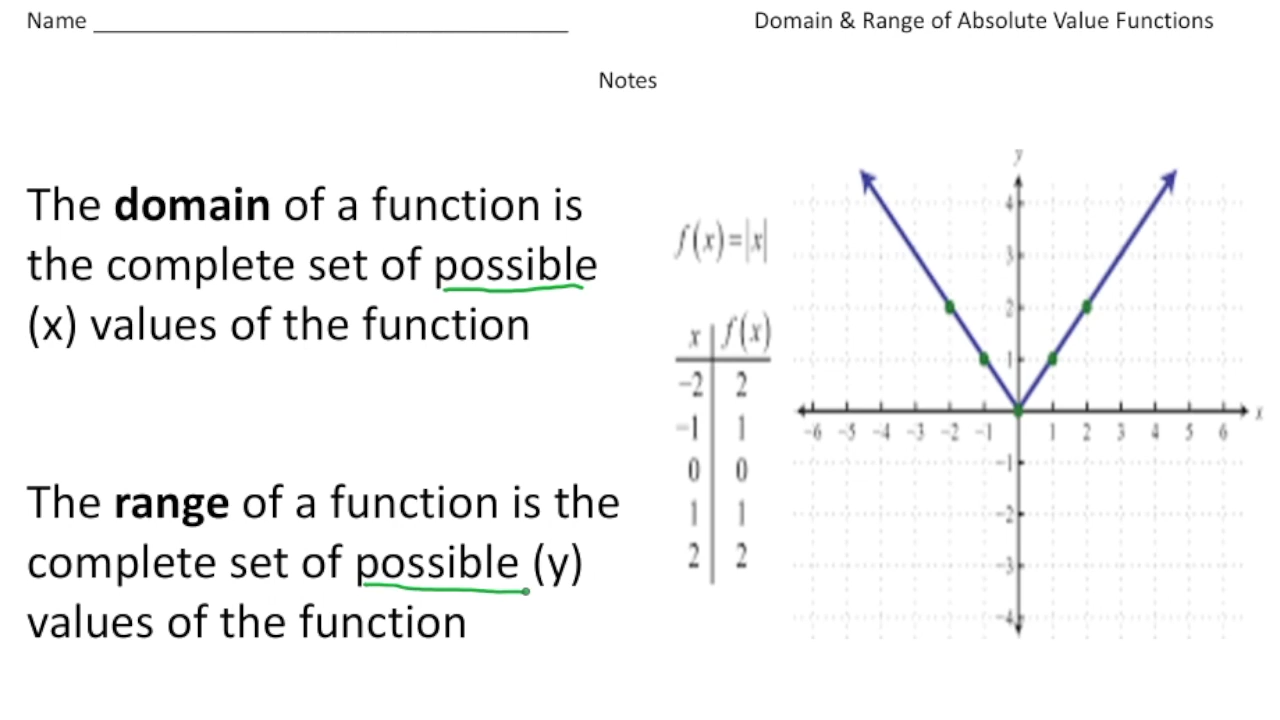 Name
Domain & Range of Absolute Value Functions
Notes
The domain of a function is
the complete set of possible
(x) values of the function
The range of a function is the
complete set of possible (y)
values of the function
f(x)=|x|
x f(x)
-2 2
-1 1
0 0
1 1
2 2
y
4
3
2
1
-6 -5 -4 -3 -2 -1 1 2 3 4 5 6 x
-1
-2
-3
-4